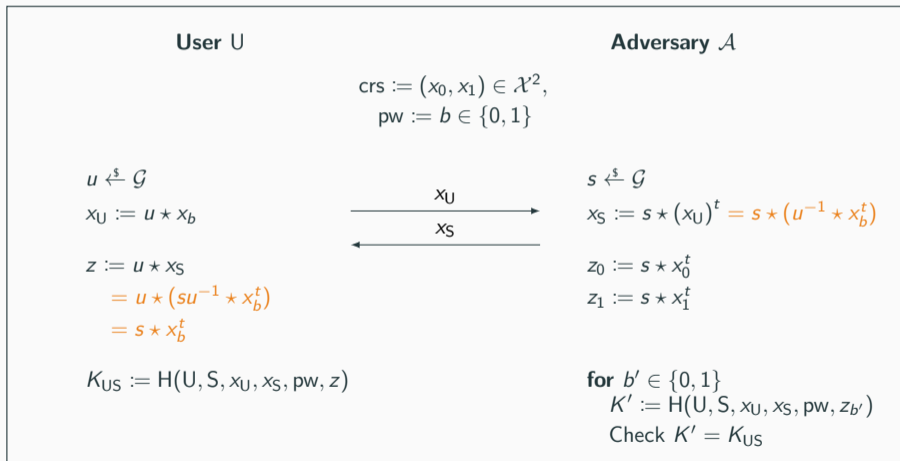 User U
Adversary 𝒜
crs := (x₀, x₁) ∈ 𝒳²,
pw := b ∈ {0, 1}
u ←$ 𝒢
x_U := u ⋆ x_b
z := u ⋆ x_S
= u ⋆ (su⁻¹ ⋆ x_b^t)
= s ⋆ x_b^t
K_US := H(U, S, x_U, x_S, pw, z)
x_U
x_S
s ←$ 𝒢
x_S := s ⋆ (x_U)^t = s ⋆ (u⁻¹ ⋆ x_b^t)
z₀ := s ⋆ x₀^t
z₁ := s ⋆ x₁^t
for b′ ∈ {0, 1}
K′ := H(U, S, x_U, x_S, pw, z_b′)
Check K′ = K_US